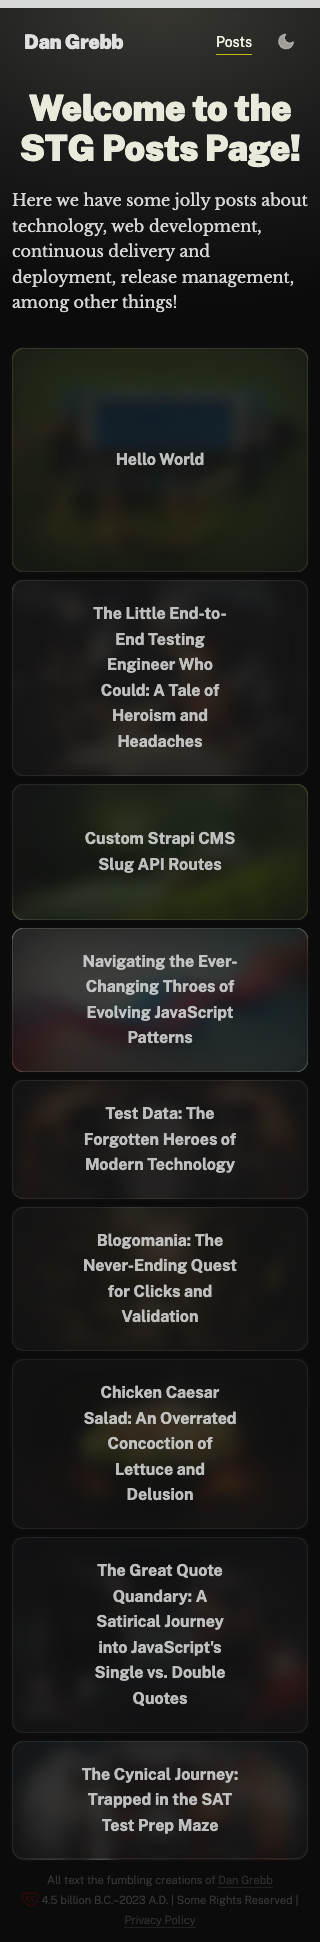 Dan Grebb
Posts
Welcome to the
STG Posts Page!
Here we have some jolly posts about
technology, web development,
continuous delivery and
deployment, release management,
among other things!
Hello World
The Little End-to-
End Testing
Engineer Who
Could: A Tale of
Heroism and
Headaches
Custom Strapi CMS
Slug API Routes
Navigating the Ever-
Changing Throes of
Evolving JavaScript
Patterns
Test Data: The
Forgotten Heroes of
Modern Technology
Blogomania: The
Never-Ending Quest
for Clicks and
Validation
Chicken Caesar
Salad: An Overrated
Concoction of
Lettuce and
Delusion
The Great Quote
Quandary: A
Satirical Journey
into JavaScript's
Single vs. Double
Quotes
The Cynical Journey:
Trapped in the SAT
Test Prep Maze
All text the fumbling creations of Dan Grebb
4.5 billion B.C.–2023 A.D. | Some Rights Reserved |
Privacy Policy